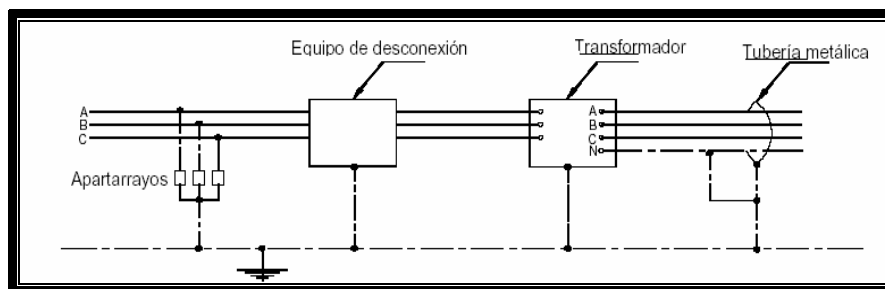 Equipo de desconexión
Transformador
Tubería metálica
A
B
C
A
B
C
N
Apartarrayos